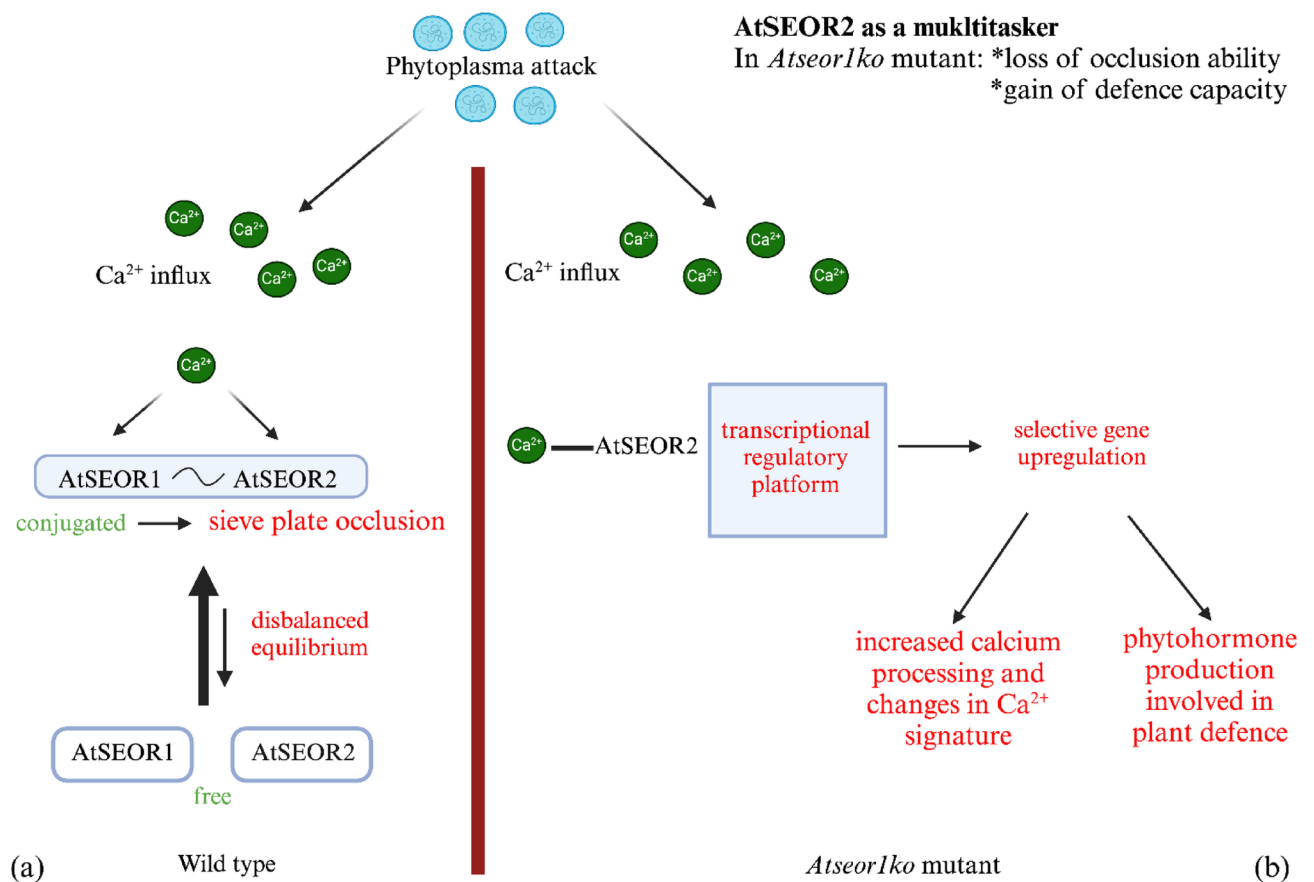 AtSEOR2 as a mukltitasker
In Atseor1ko mutant: *loss of occlusion ability
*gain of defence capacity
Phytoplasma attack
Ca²⁺
Ca²⁺
Ca²⁺
Ca²⁺
Ca²⁺ influx
Ca²⁺
AtSEOR1 AtSEOR2
conjugated sieve plate occlusion
disbalanced
equilibrium
AtSEOR1 AtSEOR2
free
(a) Wild type
Ca²⁺
Ca²⁺
Ca²⁺
Ca²⁺
Ca²⁺ influx
Ca²⁺ AtSEOR2
transcriptional
regulatory
platform
selective gene
upregulation
increased calcium
processing and
changes in Ca²⁺
signature
phytohormone
production
involved in
plant defence
Atseor1ko mutant (b)